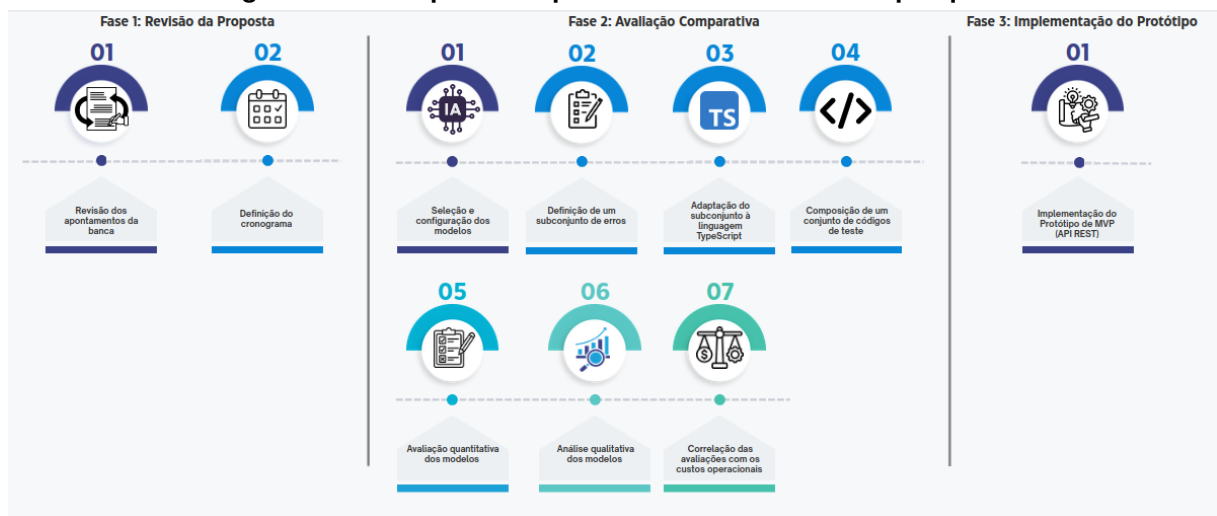 Fase 1: Revisão da Proposta
01
02
Revisão dos
apontamentos da
banca
Definição do
cronograma
Fase 2: Avaliação Comparativa
01
02
03
04
IA
TS
</>
Seleção e
configuração dos
modelos
Definição de um
subconjunto de erros
Adaptação do
subconjunto à
linguagem
TypeScript
Composição de um
conjunto de códigos
de teste
05
06
07
$
Avaliação quantitativa
dos modelos
Análise qualitativa
dos modelos
Correlação das
avaliações com os
custos operacionais
Fase 3: Implementação do Protótipo
01
Implementação do
Protótipo de MVP
(API REST)